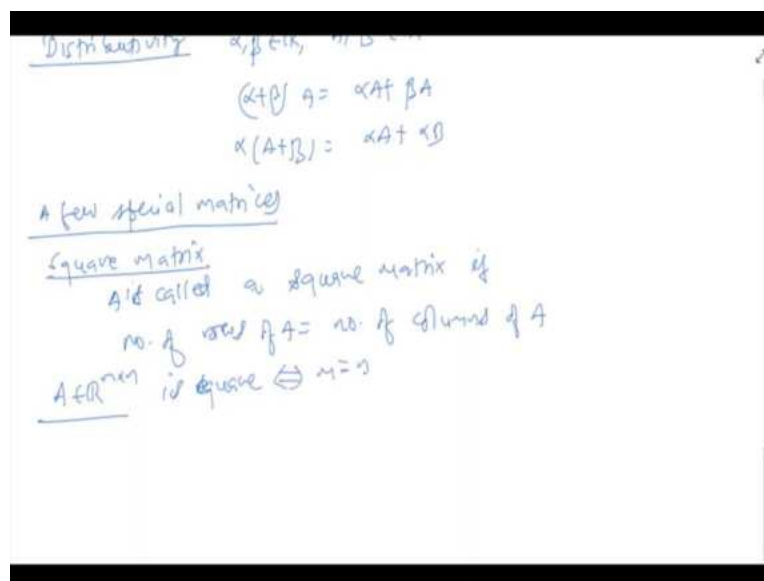 Distributivity α, β ∈ R,
(α+β) A = αA + βA
α(A+B) = αA + αB
A few special matrices
Square matrix
A is called a square matrix if
no. of rows of A = no. of columns of A
A ∈ R^{m×n} is square ⇔ m = n